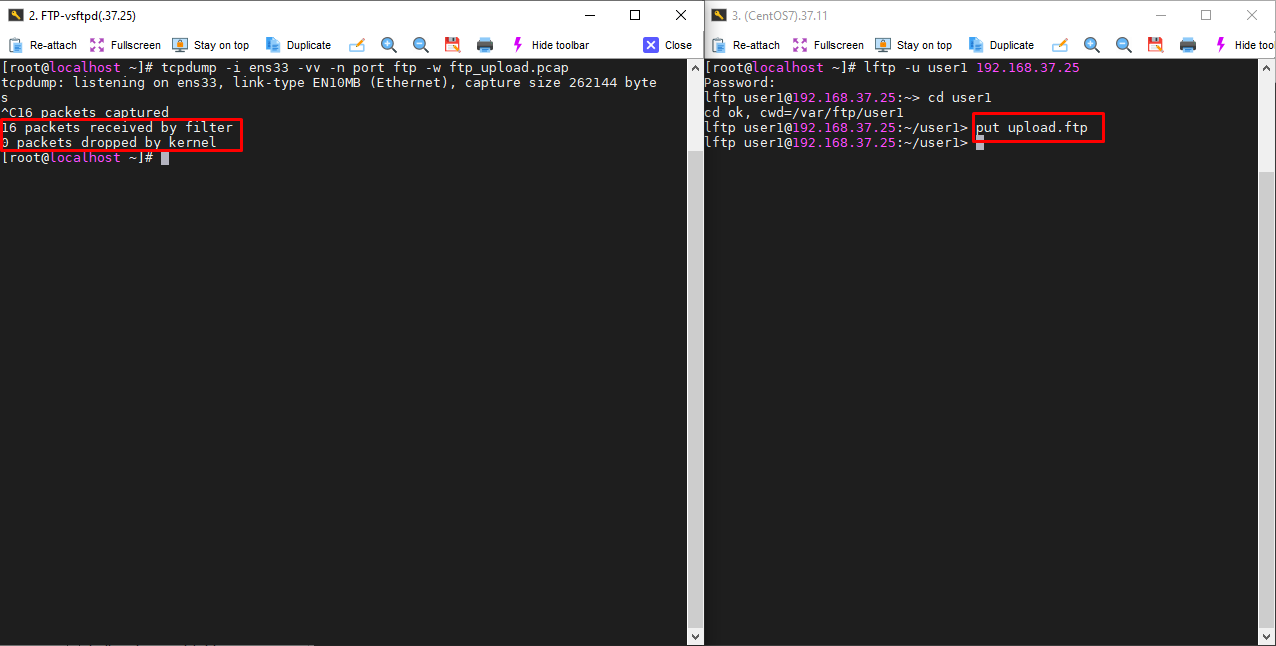 2. FTP-vsftpd(.37.25)
Re-attach Fullscreen Stay on top Duplicate Hide toolbar Close
[root@localhost ~]# tcpdump -i ens33 -vv -n port ftp -w ftp_upload.pcap
tcpdump: listening on ens33, link-type EN10MB (Ethernet), capture size 262144 byte
s
^C16 packets captured
16 packets received by filter
0 packets dropped by kernel
[root@localhost ~]#
3. (CentOS7).37.11
Re-attach Fullscreen Stay on top Duplicate Hide tool
[root@localhost ~]# lftp -u user1 192.168.37.25
Password:
lftp user1@192.168.37.25:~> cd user1
cd ok, cwd=/var/ftp/user1
lftp user1@192.168.37.25:~/user1> put upload.ftp
lftp user1@192.168.37.25:~/user1>